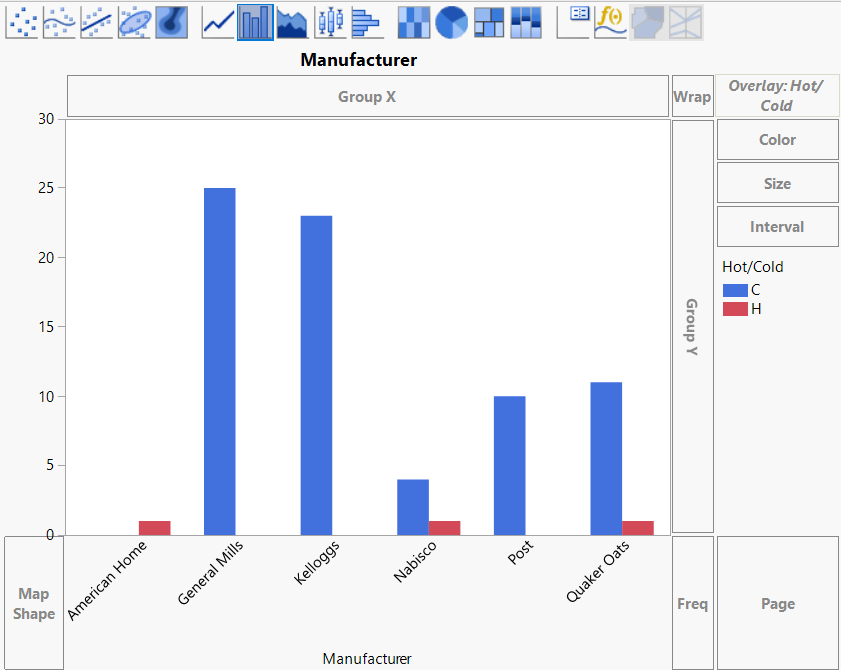 Manufacturer
Group X
Wrap
Overlay: Hot/
Cold
Color
Size
Interval
Hot/Cold
C
H
Group Y
30
25
20
15
10
5
0
American Home
General Mills
Kelloggs
Nabisco
Post
Quaker Oats
Map
Shape
Freq
Page
Manufacturer